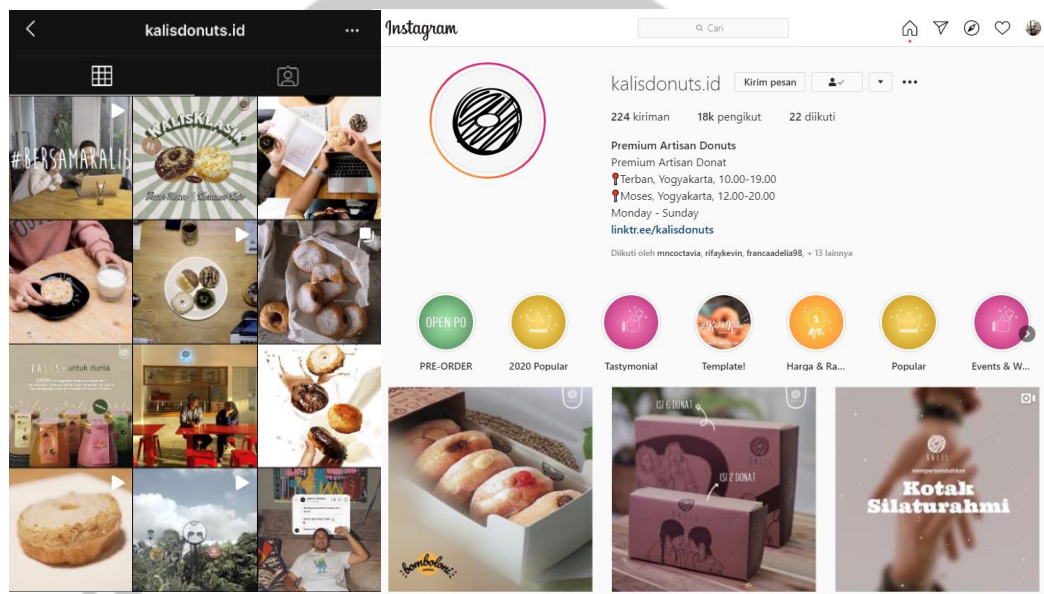 kalisdonuts.id
#BERSAMAKALIS
KALISKLASIK
KALIS untuk dunia
Instagram
Cari
kalisdonuts.id
Kirim pesan
224 kiriman 18k pengikut 22 diikuti
Premium Artisan Donuts
Premium Artisan Donat
Terban, Yogyakarta, 10.00-19.00
Moses, Yogyakarta, 12.00-20.00
Monday - Sunday
linktr.ee/kalisdonuts
Diikuti oleh mncoctavia, rifaykevin, francaadelia98, + 13 lainnya
OPEN PO
PRE-ORDER
2020 Popular
Tastymonial
Template!
Harga & Ra...
Popular
Events & W...
bomboloni
ISI 6 DONAT
ISI 2 DONAT
KALIS
KALIS
KALIS
mempersembahkan
Kotak
Silaturahmi